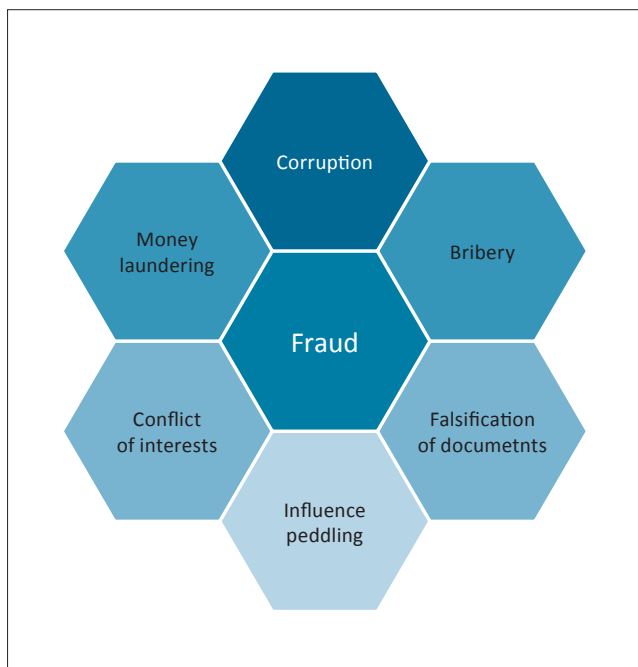 Corruption
Money
laundering
Bribery
Fraud
Conflict
of interests
Falsification
of documetnts
Influence
peddling